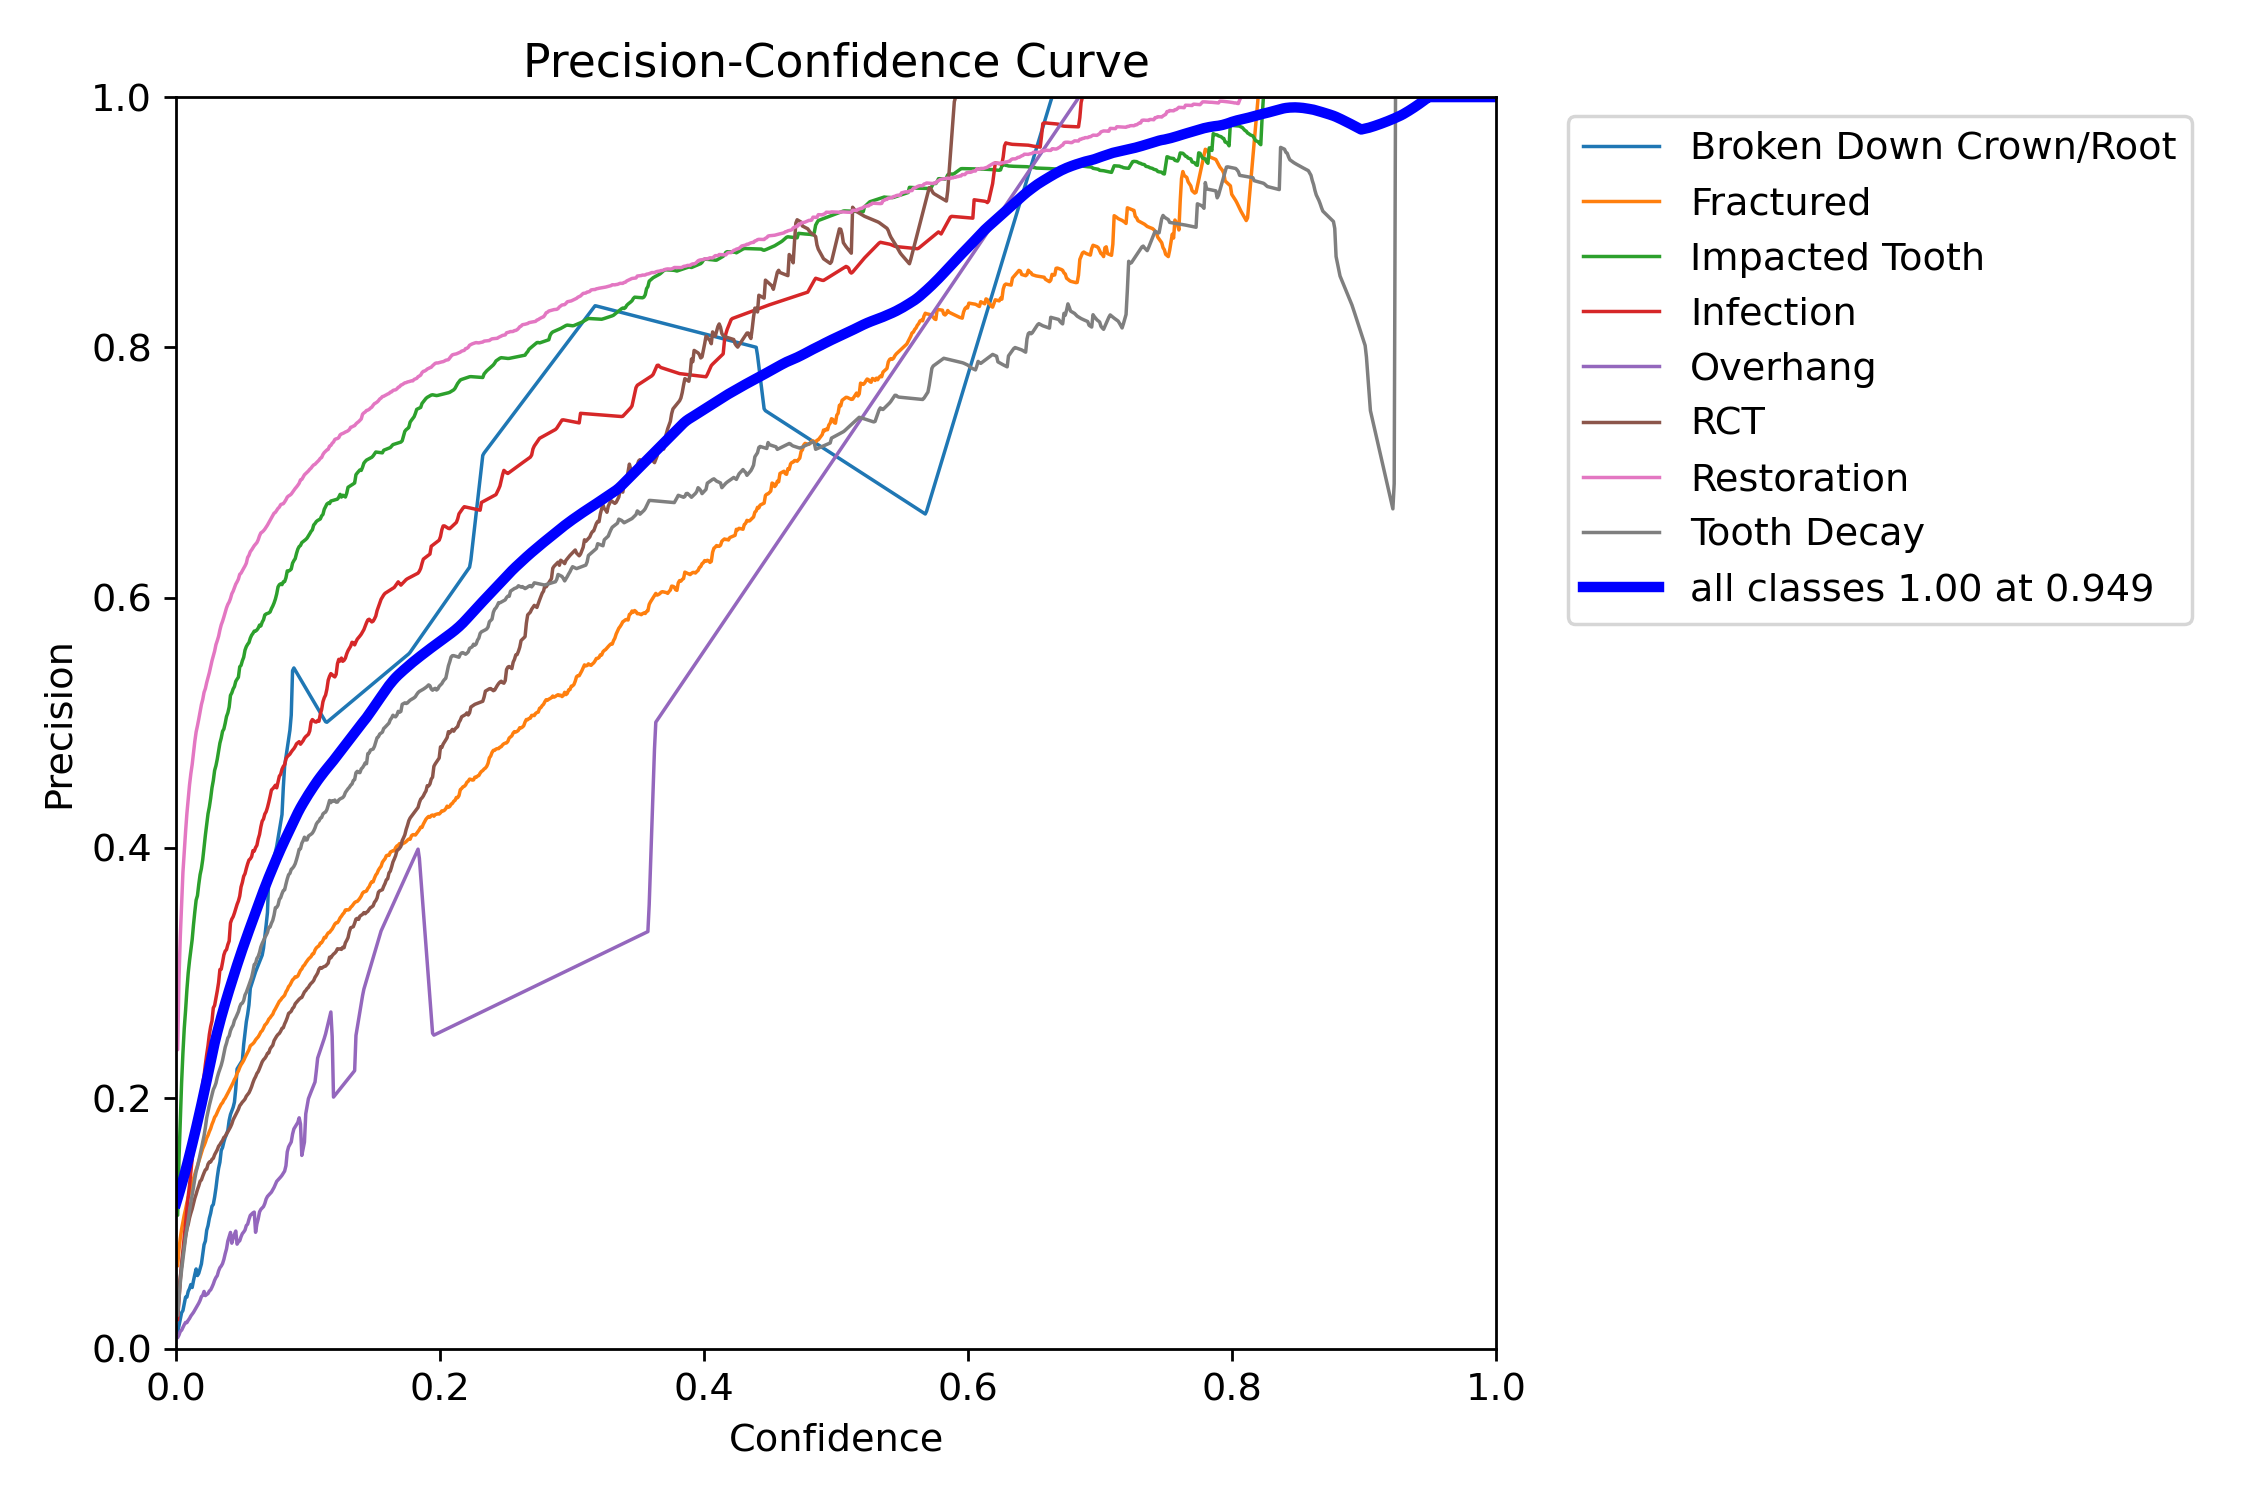 Precision-Confidence Curve
1.0
0.8
0.6
0.4
0.2
0.0
Precision
0.0 0.2 0.4 0.6 0.8 1.0
Confidence
Broken Down Crown/Root
Fractured
Impacted Tooth
Infection
Overhang
RCT
Restoration
Tooth Decay
all classes 1.00 at 0.949